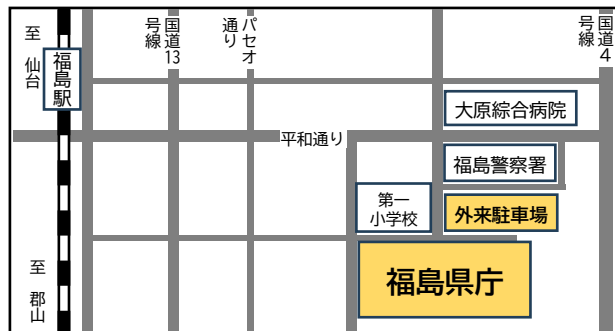 至 仙台
福島駅
国道13
号線
パセオ
通り
国道4
号線
大原綜合病院
平和通り
福島警察署
第一
小学校
外来駐車場
福島県庁
至 郡山